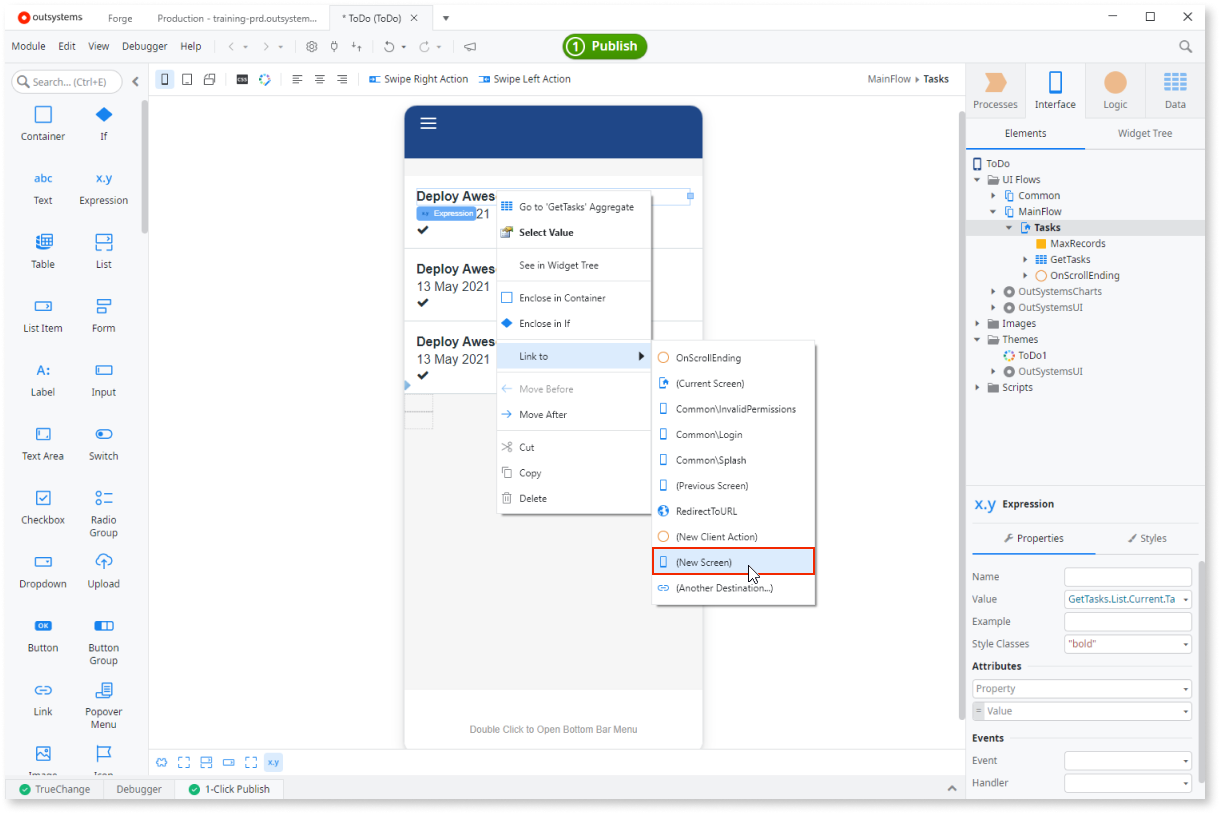 outsystems
Forge
Production - training-prd.outsystem...
* ToDo (ToDo)
Module Edit View Debugger Help
1 Publish
Search... (Ctrl+E)
CSS
Swipe Right Action
Swipe Left Action
MainFlow
Tasks
Processes
Interface
Logic
Data
Container
If
abc
x.y
Text
Expression
Table
List
List Item
Form
A:
Label
Input
Text Area
Switch
Checkbox
Radio
Group
Dropdown
Upload
OK
Button
Button
Group
Link
Popover
Menu
Image
Icon
Deploy Awes
x.y Expression 21
Deploy Awes
13 May 2021
Deploy Awes
13 May 2021
Double Click to Open Bottom Bar Menu
Go to 'GetTasks' Aggregate
Select Value
See in Widget Tree
Enclose in Container
Enclose in If
Link to
Move Before
Move After
Cut
Copy
Delete
OnScrollEnding
(Current Screen)
Common\InvalidPermissions
Common\Login
Common\Splash
(Previous Screen)
RedirectToURL
(New Client Action)
(New Screen)
(Another Destination...)
Elements
Widget Tree
ToDo
UI Flows
Common
MainFlow
Tasks
MaxRecords
GetTasks
OnScrollEnding
OutSystemsCharts
OutSystemsUI
Images
Themes
ToDo1
OutSystemsUI
Scripts
x.y Expression
Properties
Styles
Name
Value GetTasks.List.Current.Ta
Example
Style Classes "bold"
Attributes
Property
= Value
Events
Event
Handler
x.y
TrueChange
Debugger
1-Click Publish